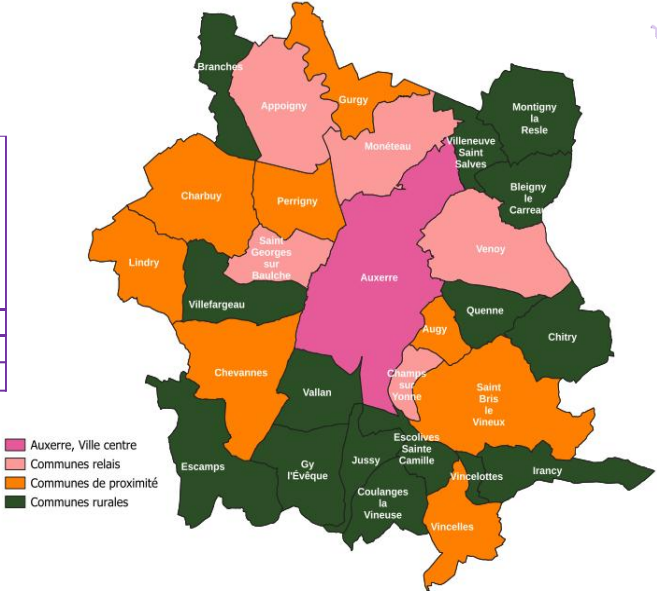 Branches
Appoigny
Gurgy
Monéteau
Villeneuve
Saint
Salves
Montigny
la
Resle
Bleigny
le
Carreau
Charbuy
Perrigny
Saint
Georges
sur
Baulche
Venoy
Lindry
Villefargeau
Auxerre
Quenne
Augy
Chitry
Chevannes
Vallan
Champs
sur
Yonne
Saint
Bris
le
Vineux
Escolives
Sainte
Camille
Escamps
Gy
l'Évêque
Jussy
Coulanges
la
Vineuse
Vincelottes
Irancy
Vincelles
Auxerre, Ville centre
Communes relais
Communes de proximité
Communes rurales